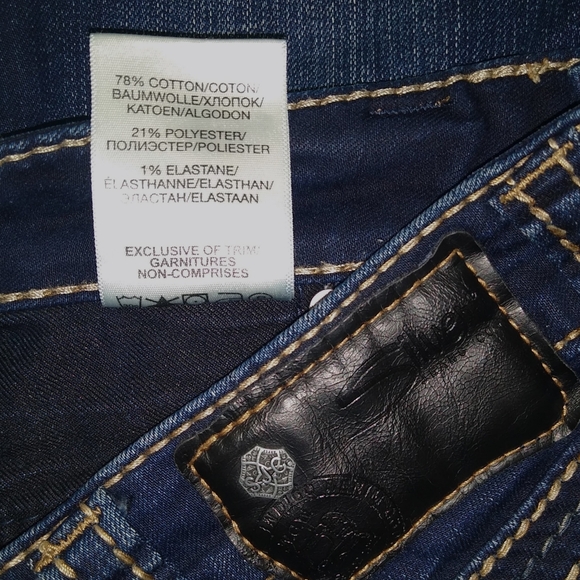 78% COTTON/COTON/
BAUMWOLLE/ХЛОПОК/
KATOEN/ALGODON
21% POLYESTER/
ПОЛИЭСТЕР/POLIESTER
1% ELASTANE/
ÉLASTHANNE/ELASTHAN/
ЭЛАСТАН/ELASTAAN
EXCLUSIVE OF TRIM
GARNITURES
NON-COMPRISES